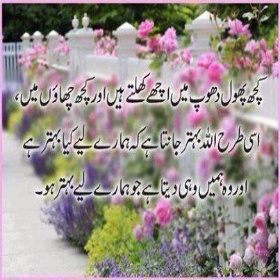 کچھ پھول دھوپ میں اچھے کھلتے ہیں اور کچھ چھاؤں میں،
اسی طرح اللہ بہتر جانتا ہے کہ ہمارے لیے کیا بہتر ہے
اور وہ ہمیں وہی دیتا ہے جو ہمارے لیے بہتر ہو۔